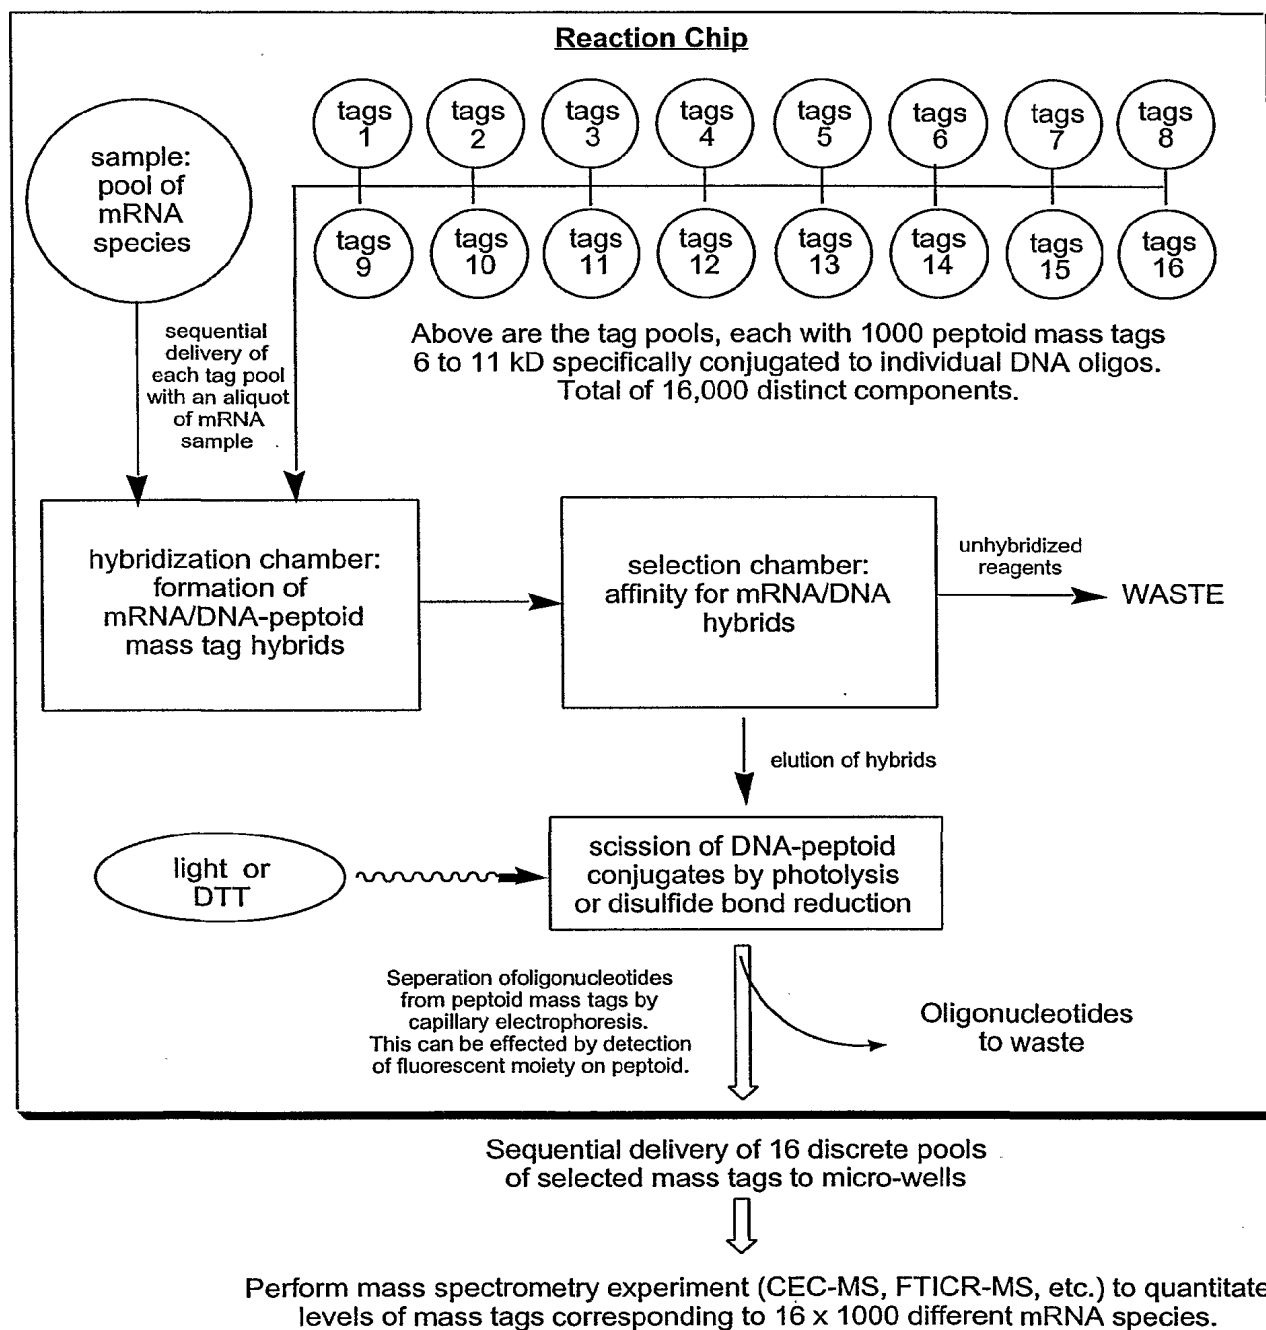 Reaction Chip
sample:
pool of
mRNA
species
tags
1
tags
2
tags
3
tags
4
tags
5
tags
6
tags
7
tags
8
tags
9
tags
10
tags
11
tags
12
tags
13
tags
14
tags
15
tags
16
Above are the tag pools, each with 1000 peptoid mass tags
6 to 11 kD specifically conjugated to individual DNA oligos.
Total of 16,000 distinct components.
sequential
delivery of
each tag pool
with an aliquot
of mRNA
sample
hybridization chamber:
formation of
mRNA/DNA-peptoid
mass tag hybrids
selection chamber:
affinity for mRNA/DNA
hybrids
unhybridized
reagents
WASTE
elution of hybrids
light or
DTT
scission of DNA-peptoid
conjugates by photolysis
or disulfide bond reduction
Seperation ofoligonucleotides
from peptoid mass tags by
capillary electrophoresis.
This can be effected by detection
of fluorescent moiety on peptoid.
Oligonucleotides
to waste
Sequential delivery of 16 discrete pools
of selected mass tags to micro-wells
Perform mass spectrometry experiment (CEC-MS, FTICR-MS, etc.) to quantitate
levels of mass tags corresponding to 16 x 1000 different mRNA species.